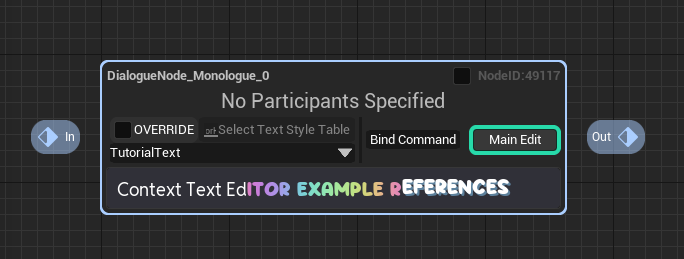 DialogueNode_Monologue_0
NodeID:49117
No Participants Specified
In
OVERRIDE
Select Text Style Table
Bind Command
Main Edit
Out
TutorialText
Context Text EdITOR EXAMPLE REFERENCES